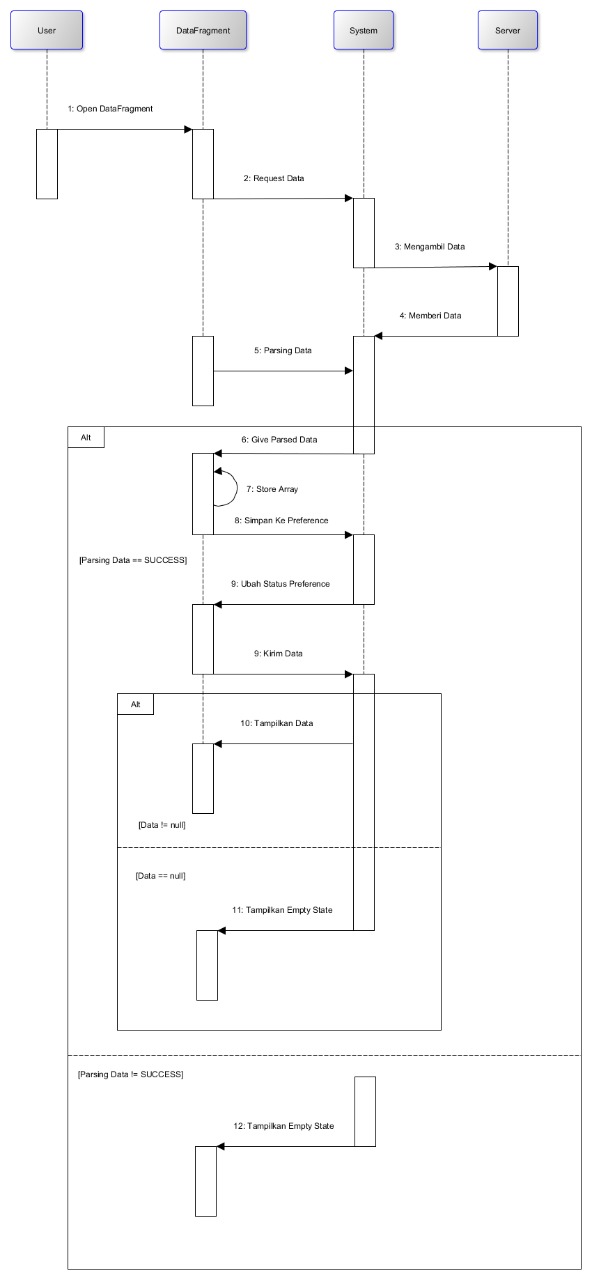 User
DataFragment
System
Server
1: Open DataFragment
2: Request Data
3: Mengambil Data
4: Memberi Data
5: Parsing Data
Alt
6: Give Parsed Data
7: Store Array
8: Simpan Ke Preference
[Parsing Data == SUCCESS]
9: Ubah Status Preference
9: Kirim Data
Alt
10: Tampilkan Data
[Data != null]
[Data == null]
11: Tampilkan Empty State
[Parsing Data != SUCCESS]
12: Tampilkan Empty State